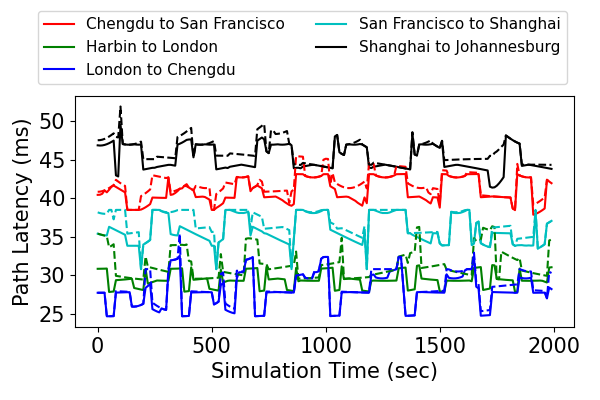 Chengdu to San Francisco
Harbin to London
London to Chengdu
San Francisco to Shanghai
Shanghai to Johannesburg
Path Latency (ms)
50
45
40
35
30
25
0 500 1000 1500 2000
Simulation Time (sec)